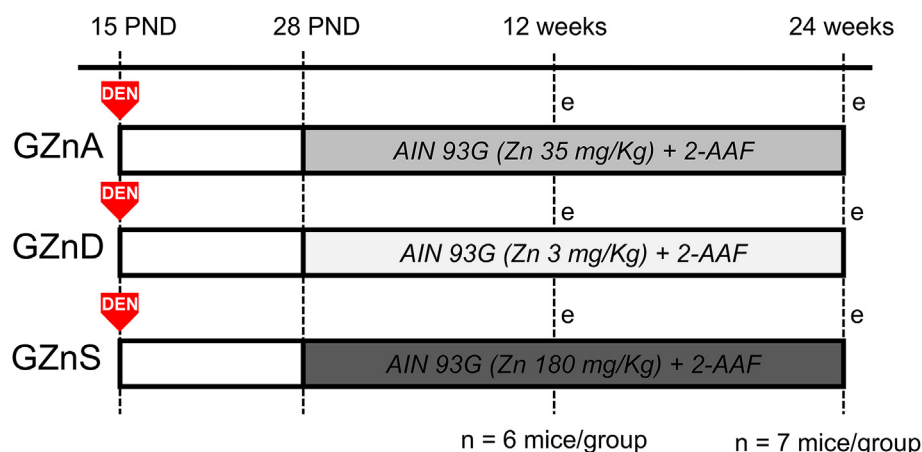 15 PND 28 PND 12 weeks 24 weeks
DEN
e e
GZnA AIN 93G (Zn 35 mg/Kg) + 2-AAF
DEN
e e
GZnD AIN 93G (Zn 3 mg/Kg) + 2-AAF
DEN
e e
GZnS AIN 93G (Zn 180 mg/Kg) + 2-AAF
n = 6 mice/group n = 7 mice/group